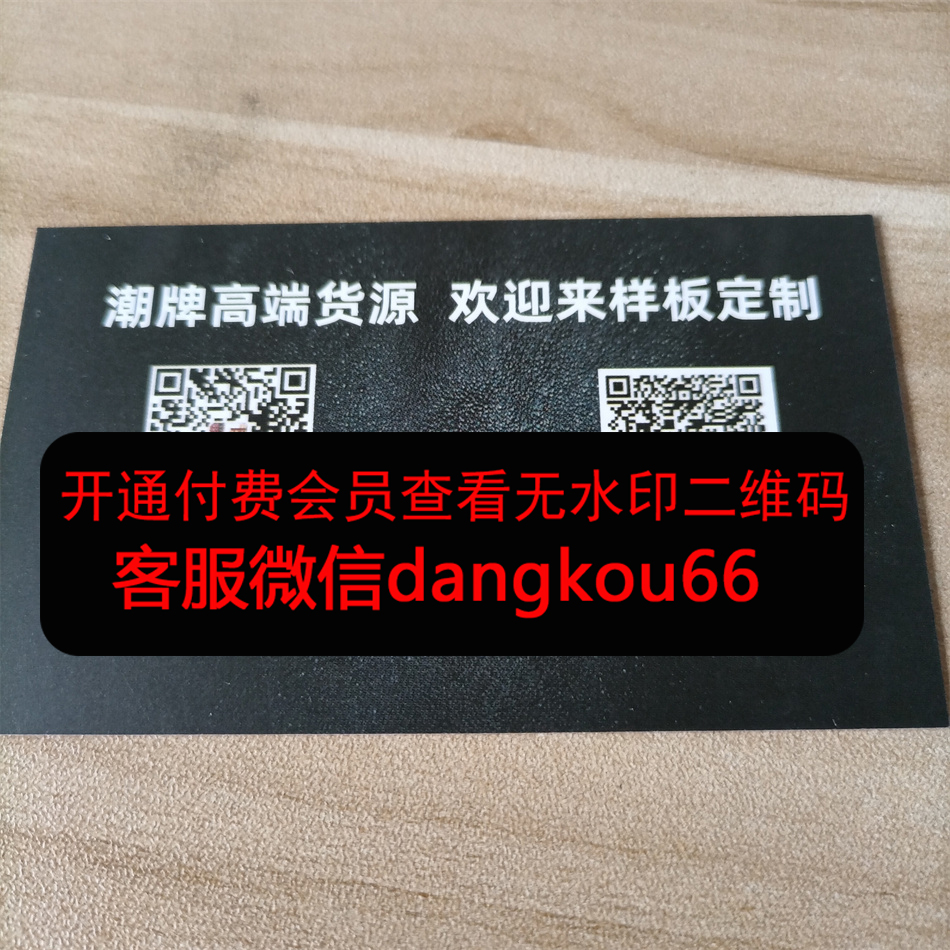 潮牌高端货源 欢迎来样板定制
开通付费会员查看无水印二维码
客服微信dangkou66